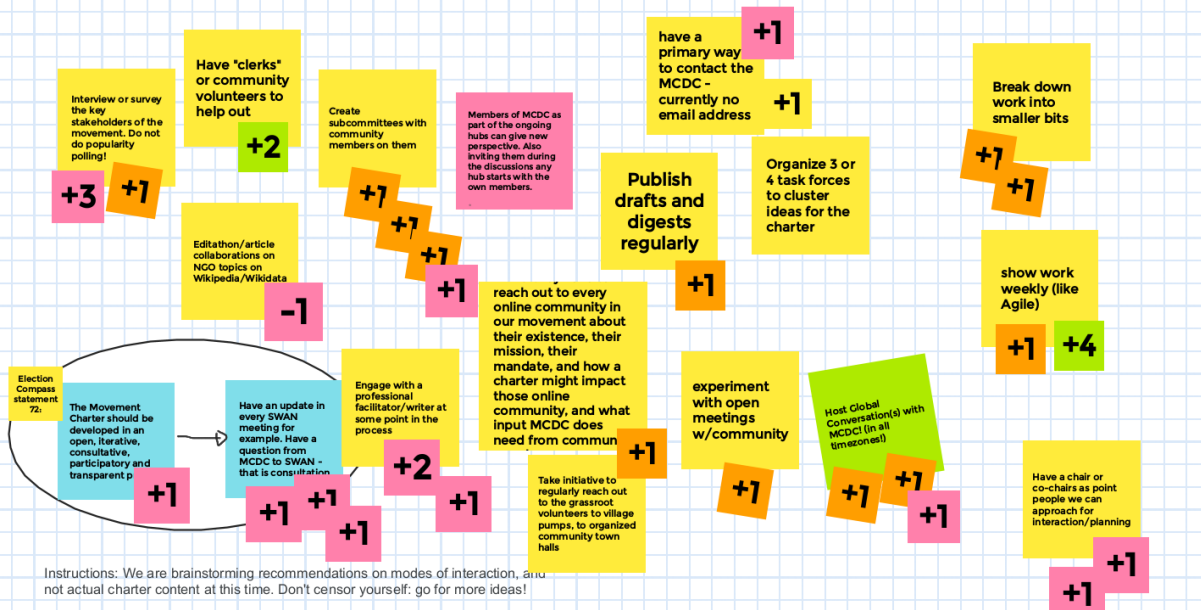 Interview or survey
the key
stakeholders of the
movement. Do not
do popularity
polling!
+3
+1
Have "clerks"
or community
volunteers to
help out
+2
Create
subcommittees with
community
members on them
+1
+1
+1
+1
Members of MCDC as
part of the ongoing
hubs can give new
perspective. Also
inviting them during
the discussions any
hub starts with the
own members.
.
have a
primary way
to contact the
MCDC -
currently no
email address
+1
+1
Publish
drafts and
digests
regularly
+1
Organize 3 or
4 task forces
to cluster
ideas for the
charter
Break down
work into
smaller bits
+1
+1
Editathon/article
collaborations on
NGO topics on
Wikipedia/Wikidata
-1
show work
weekly (like
Agile)
+1
+4
reach out to every
online community in
our movement about
their existence, their
mission, their
mandate, and how a
charter might impact
those online
community, and what
input MCDC does
need from
+1
Election
Compass
statement
72:
The Movement
Charter should be
developed in an
open, iterative,
consultative,
participatory and
transparent
+1
Have an update in
every SWAN
meeting for
example. Have a
question from
MCDC to SWAN -
that is consultation
+1
+1
+1
Engage with a
professional
facilitator/writer at
some point in the
process
+2
+1
Take initiative to
regularly reach out
to the grassroot
volunteers to village
pumps, to organized
community town
halls
experiment
with open
meetings
w/community
+1
Host Global
Conversation(s) with
MCDC! (in all
timezones!)
+1
+1
+1
Have a chair or
co-chairs as point
people we can
approach for
interaction/planning
+1
+1
Instructions: We are brainstorming recommendations on modes of interaction, and
not actual charter content at this time. Don't censor yourself: go for more ideas!